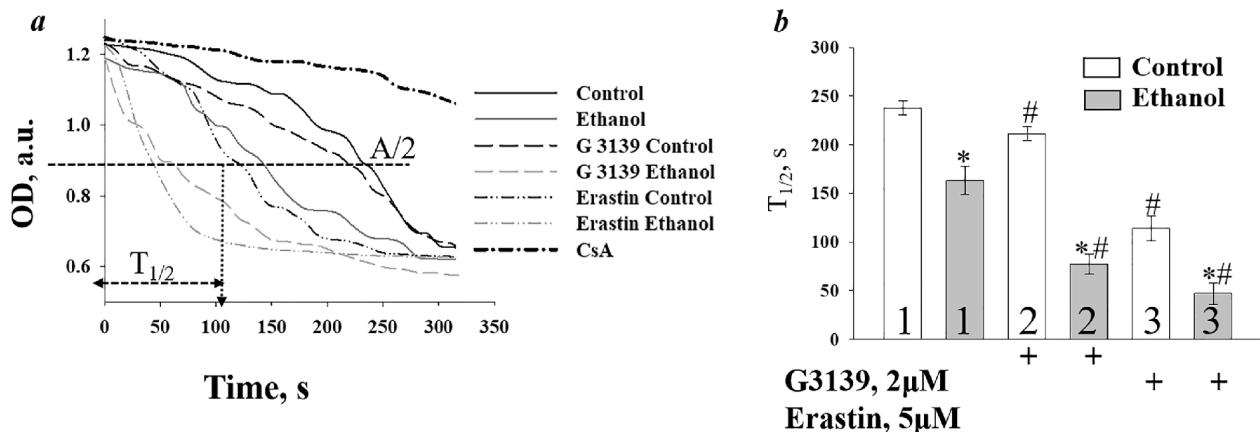 a
OD, a.u.
1.2
1.0
0.8
0.6
A/2
T1/2
0 50 100 150 200 250 300 350
Time, s
Control
Ethanol
G 3139 Control
G 3139 Ethanol
Erastin Control
Erastin Ethanol
CsA
b
T1/2, s
300
250
200
150
100
50
0
Control
Ethanol
* # *# # *#
1 1 2 2 3 3
+ +
G3139, 2μM + +
Erastin, 5μM